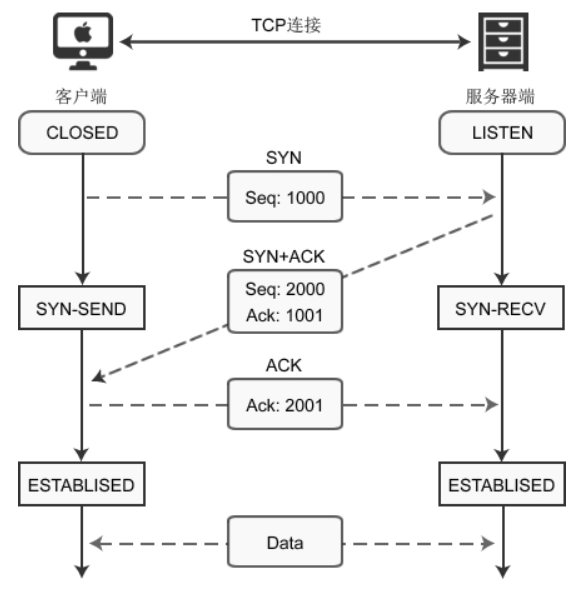 TCP连接
客户端
服务器端
CLOSED
LISTEN
SYN
Seq: 1000
SYN+ACK
Seq: 2000
Ack: 1001
SYN-SEND
SYN-RECV
ACK
Ack: 2001
ESTABLISED
ESTABLISED
Data